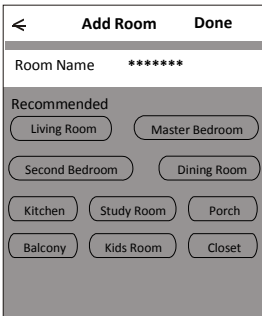 < Add Room Done
Room Name *******
Recommended
Living Room Master Bedroom
Second Bedroom Dining Room
Kitchen Study Room Porch
Balcony Kids Room Closet